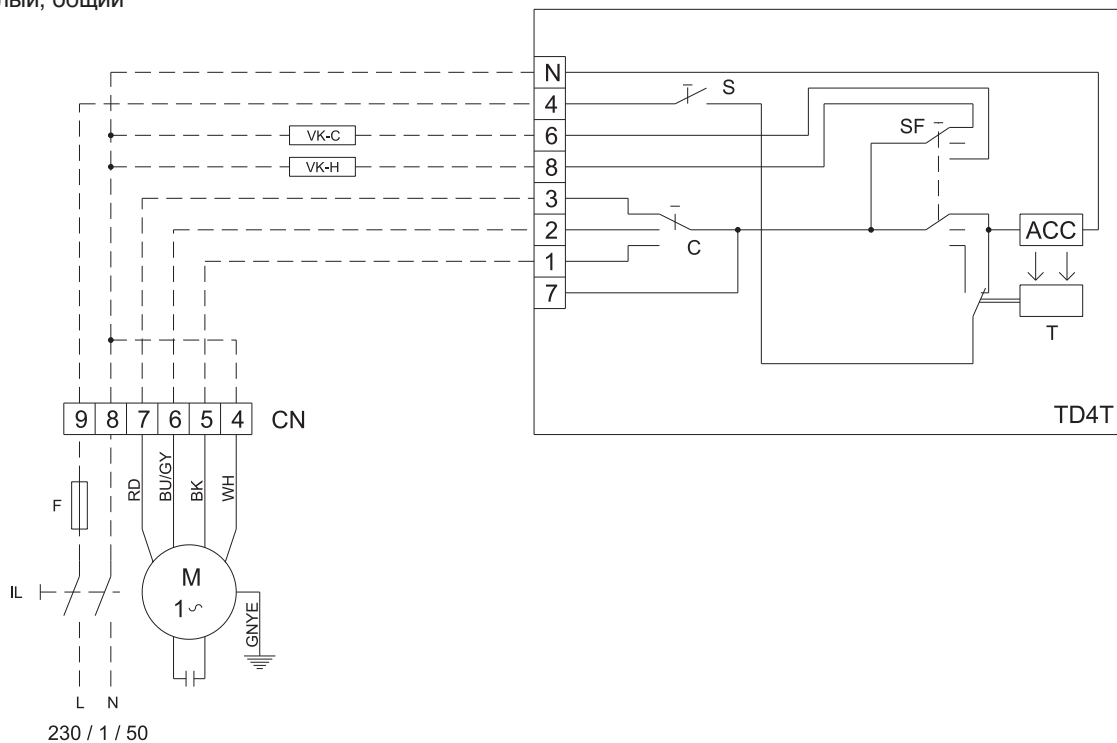 общий
N
4
S
6
VK-C
SF
8
VK-H
3
2
C
ACC
1
7
T
TD4T
9 8 7 6 5 4 CN
RD
BU/GY
BK
WH
F
M
1~
IL
GNYE
L N
230 / 1 / 50